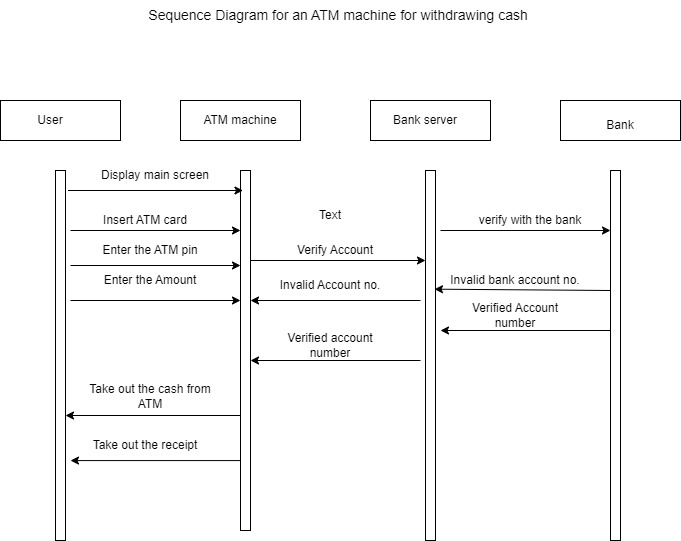 Sequence Diagram for an ATM machine for withdrawing cash
User
ATM machine
Bank server
Bank
Display main screen
Insert ATM card
Text
verify with the bank
Enter the ATM pin
Verify Account
Enter the Amount
Invalid Account no.
Invalid bank account no.
Verified Account
number
Verified account
number
Take out the cash from
ATM
Take out the receipt